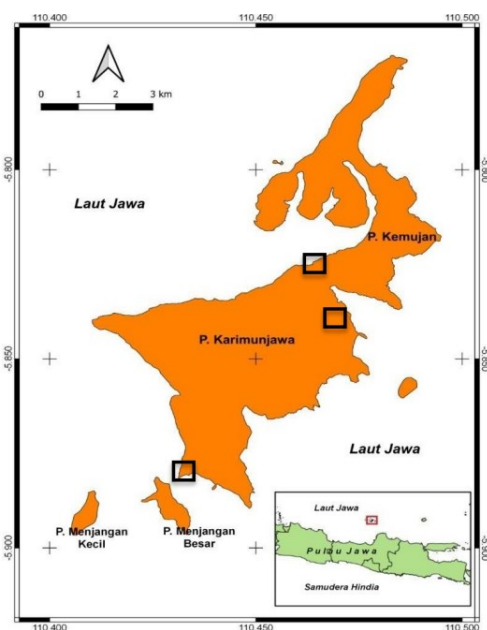 110.400 110.450 110.500
0 1 2 3 km
-5.800 -5.800
Laut Jawa
P. Kemujan
P. Karimunjawa
-5.850 -5.850
Laut Jawa
P. Menjangan
Kecil
P. Menjangan
Besar
-5.900 -5.900
Laut Jawa
Pulau Jawa
Samudera Hindia
110.400 110.450 110.500